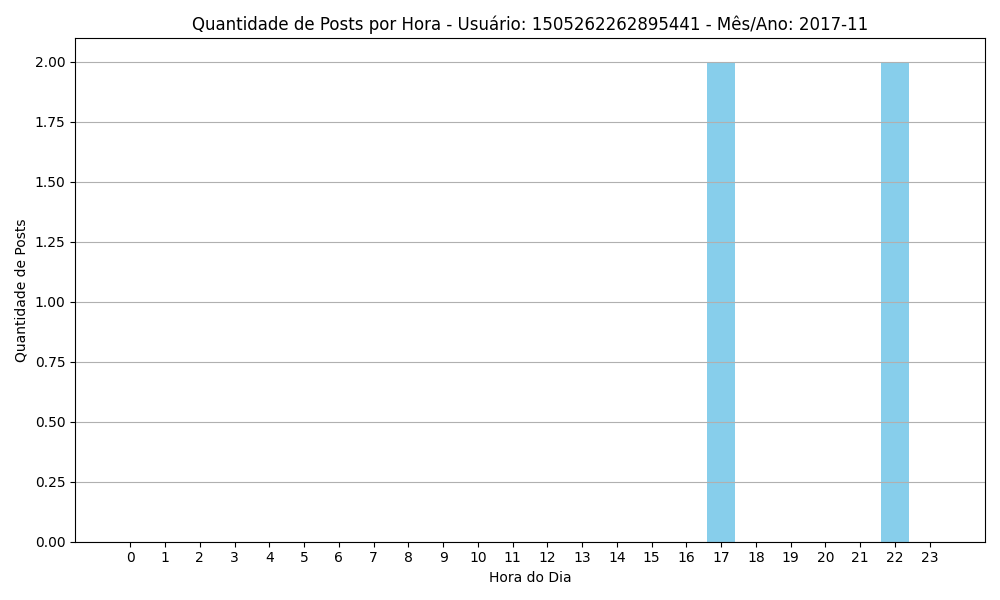 Quantidade de Posts por Hora - Usuário: 1505262262895441 - Mês/Ano: 2017-11
2.00
1.75
1.50
1.25
1.00
0.75
0.50
0.25
0.00
Quantidade de Posts
0 1 2 3 4 5 6 7 8 9 10 11 12 13 14 15 16 17 18 19 20 21 22 23
Hora do Dia